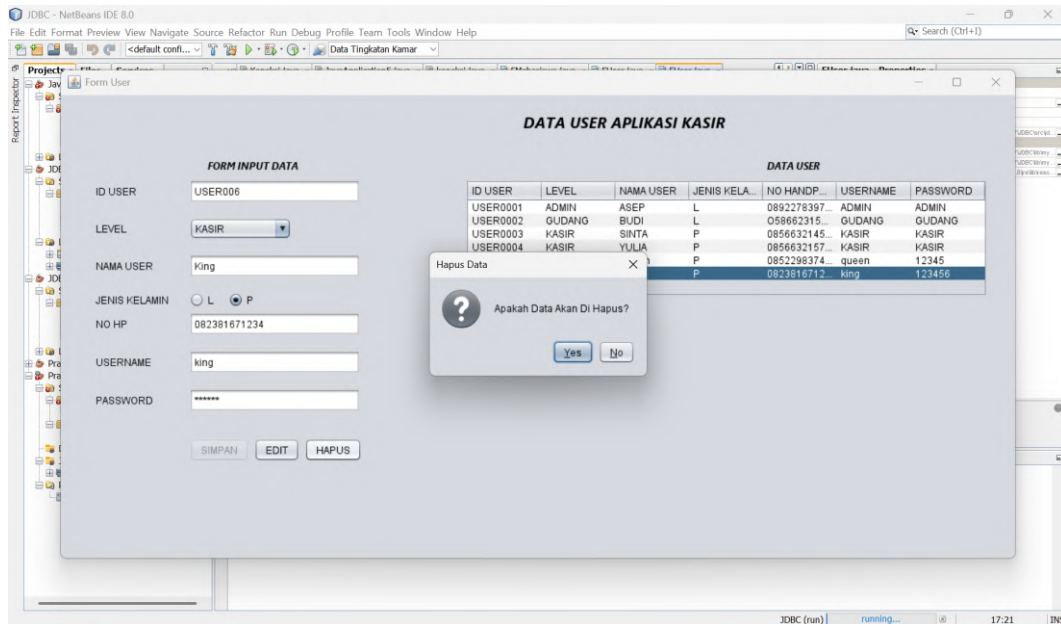 JDBC - NetBeans IDE 8.0
File Edit Format Preview View Navigate Source Refactor Run Debug Profile Team Tools Window Help
Search (Ctrl+I)
<default confi...
Data Tingkatan Kamar
Projects
Report Inspector
Form User
DATA USER APLIKASI KASIR
FORM INPUT DATA
ID USER USER006
LEVEL KASIR
NAMA USER King
JENIS KELAMIN L P
NO HP 082381671234
USERNAME king
PASSWORD ******
SIMPAN EDIT HAPUS
DATA USER
ID USER LEVEL NAMA USER JENIS KELA... NO HANDP... USERNAME PASSWORD
USER0001 ADMIN ASEP L 0892278397... ADMIN ADMIN
USER0002 GUDANG BUDI L O58662315... GUDANG GUDANG
USER0003 KASIR SINTA P 0856632145... KASIR KASIR
USER0004 KASIR YULIA P 0856632157... KASIR KASIR
P 0852298374... queen 12345
P 0823816712... king 123456
Hapus Data
Apakah Data Akan Di Hapus?
Yes No
JDBC (run) running... 17:21 IN